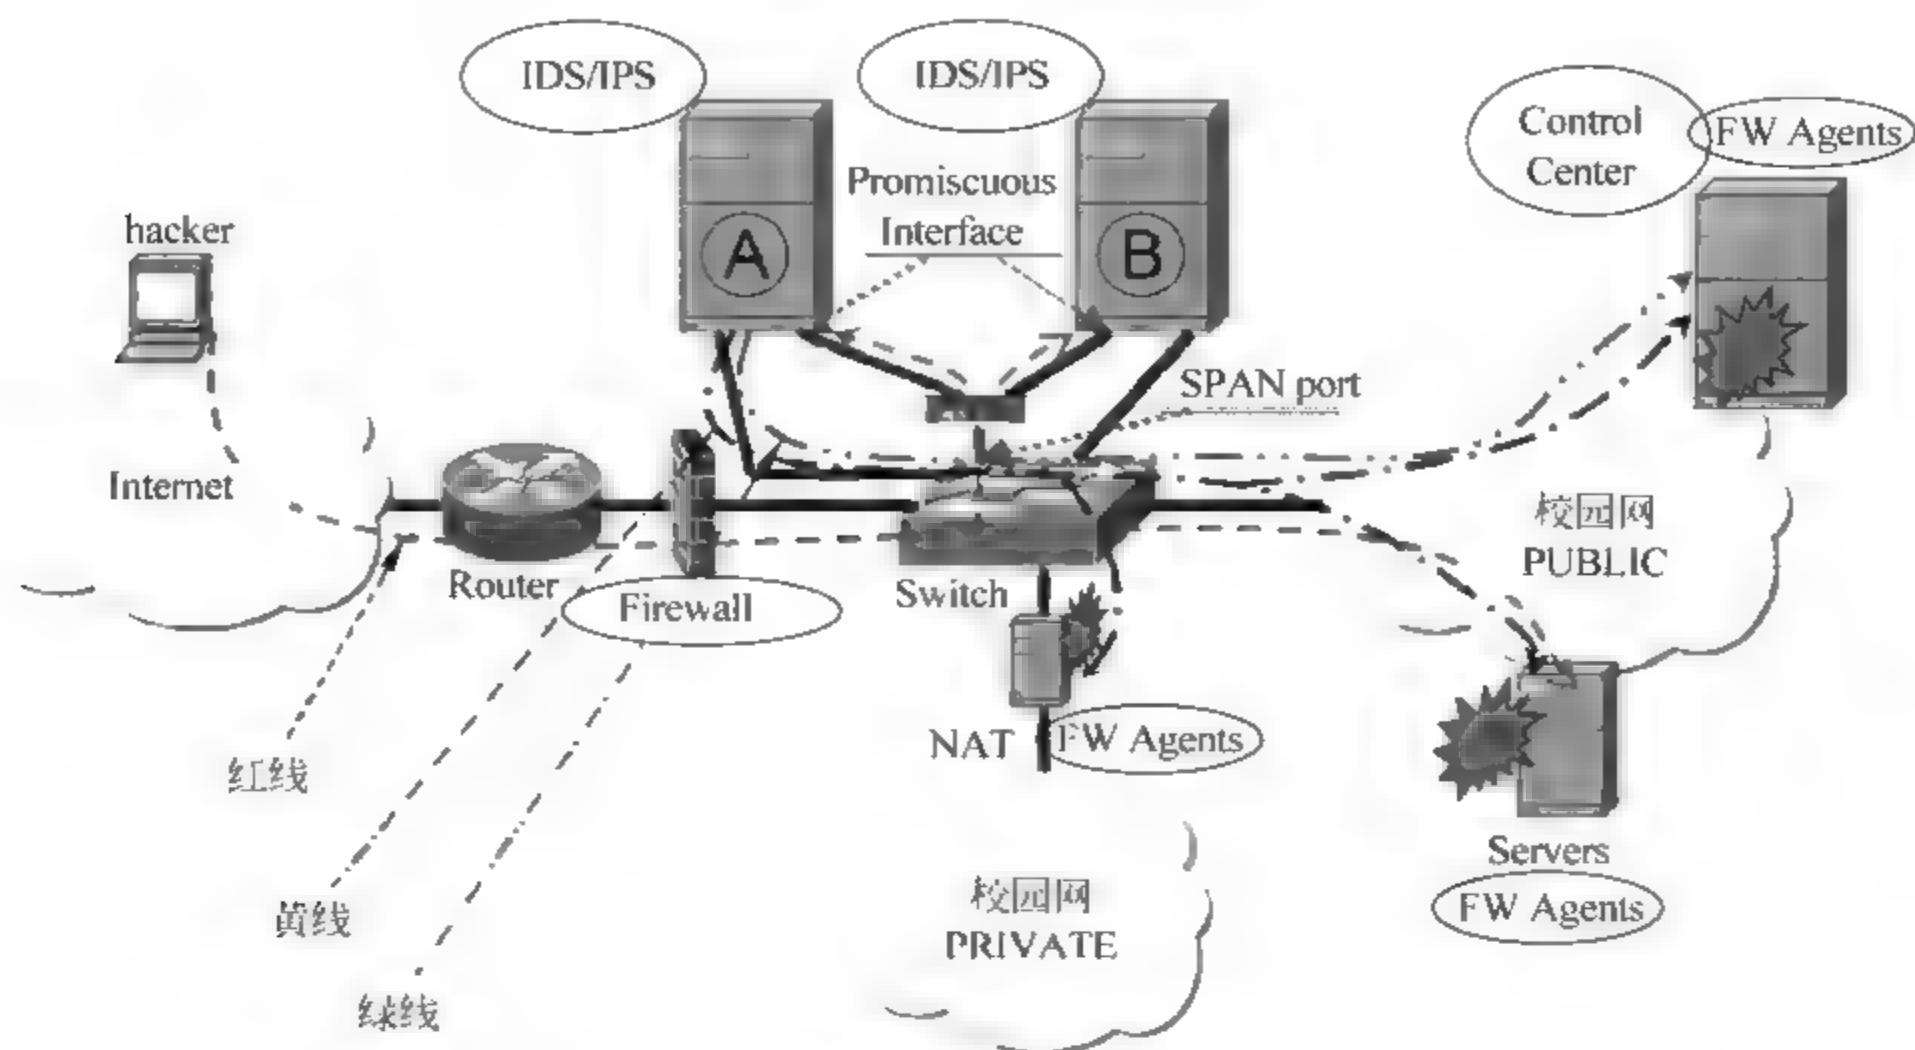 IDS/IPS
IDS/IPS
Control
Center
FW Agents
Promiscuous
Interface
hacker
A
B
SPAN port
Internet
校园网
PUBLIC
Router
Firewall
Switch
NAT
FW Agents
红线
Servers
FW Agents
黄线
校园网
PRIVATE
绿线